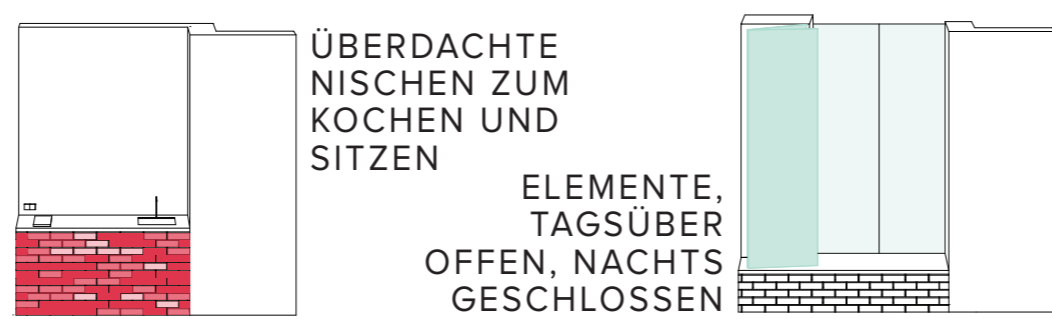 ÜBERDACHTE
NISCHEN ZUM
KOCHEN UND
SITZEN
ELEMENTE,
TAGSÜBER
OFFEN, NACHTS
GESCHLOSSEN